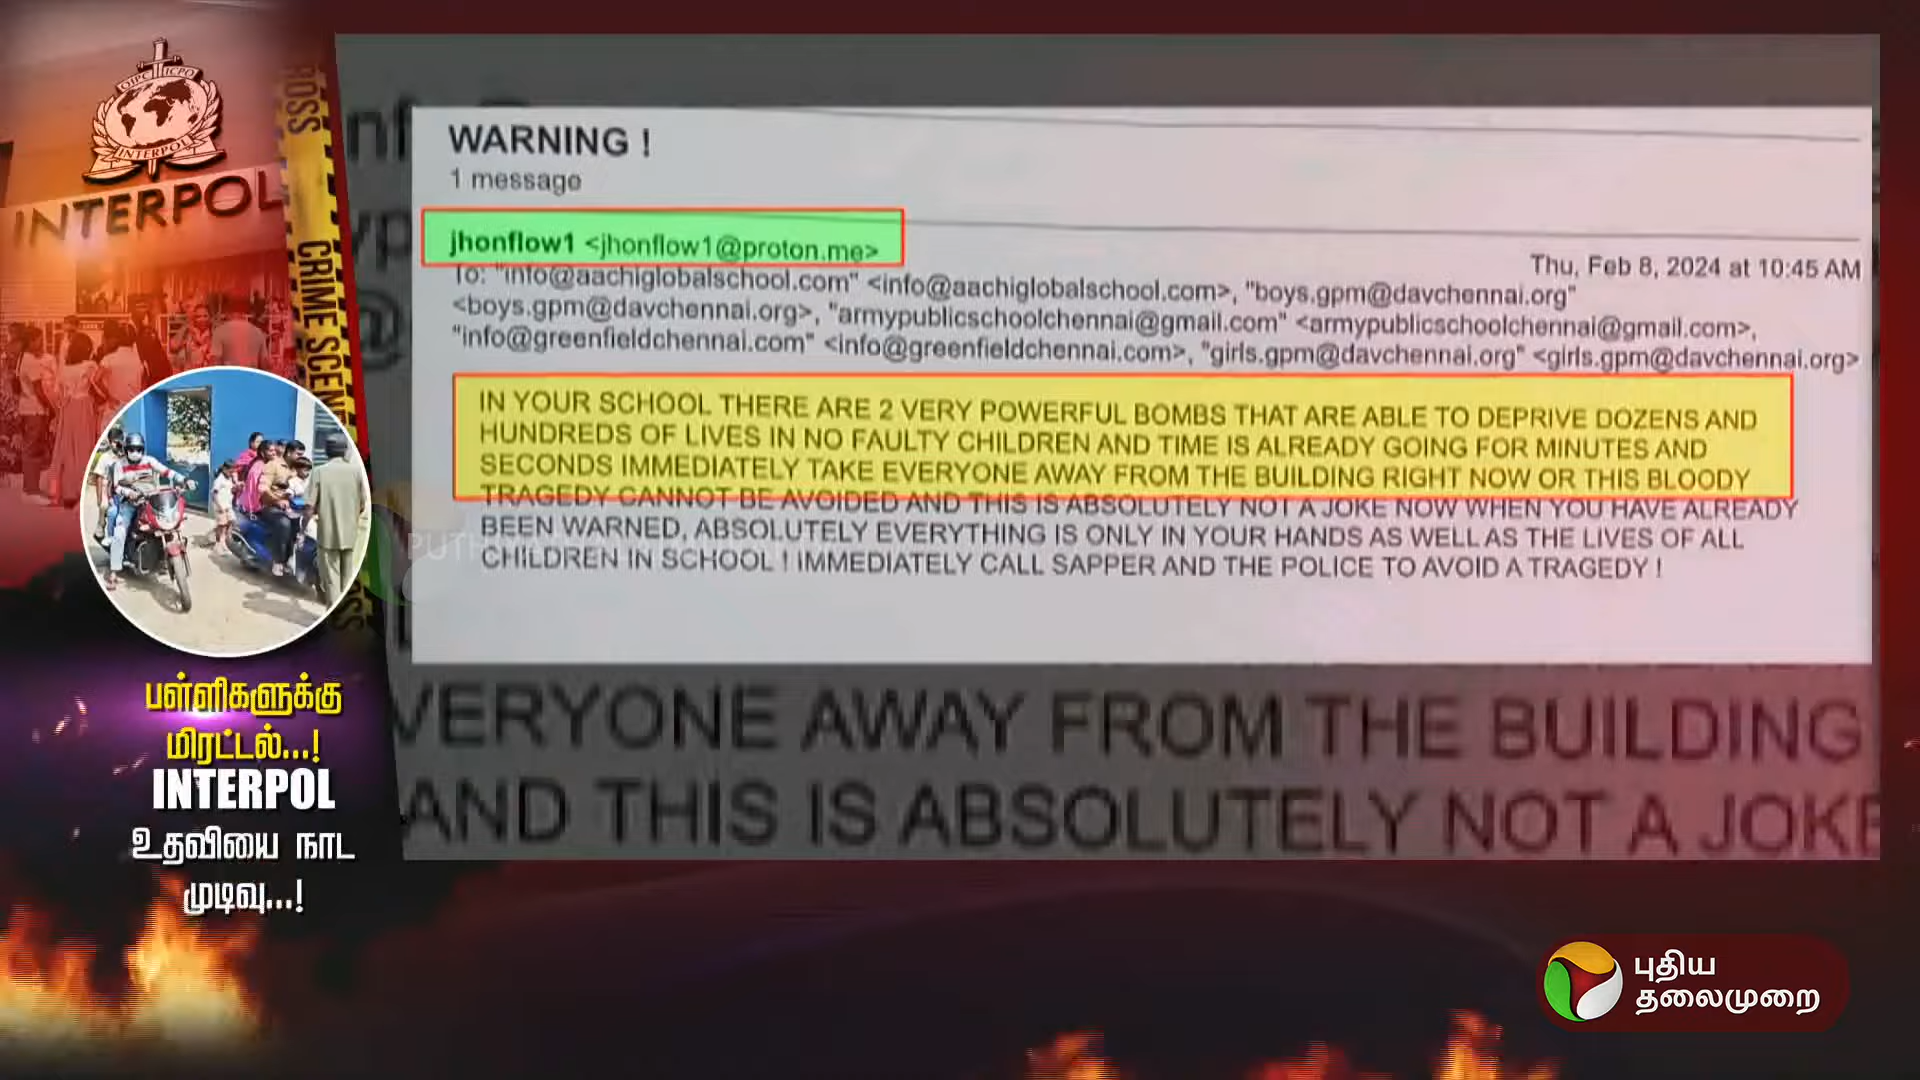 OIPC ICPO
INTERPOL
INTERPOL
CRIME SCEN
பள்ளிகளுக்கு
மிரட்டல்...!
INTERPOL
உதவியை நாட
முடிவு...!
WARNING !
1 message
jhonflow1 <jhonflow1@proton.me>
Thu, Feb 8, 2024 at 10:45 AM
To: "info@aachiglobalschool.com" <info@aachiglobalschool.com>, "boys.gpm@davchennai.org"
<boys.gpm@davchennai.org>, "armypublicschoolchennai@gmail.com" <armypublicschoolchennai@gmail.com>,
"info@greenfieldchennai.com" <info@greenfieldchennai.com>, "girls.gpm@davchennai.org" <girls.gpm@davchennai.org>
IN YOUR SCHOOL THERE ARE 2 VERY POWERFUL BOMBS THAT ARE ABLE TO DEPRIVE DOZENS AND
HUNDREDS OF LIVES IN NO FAULTY CHILDREN AND TIME IS ALREADY GOING FOR MINUTES AND
SECONDS IMMEDIATELY TAKE EVERYONE AWAY FROM THE BUILDING RIGHT NOW OR THIS BLOODY
TRAGEDY CANNOT BE AVOIDED AND THIS IS ABSOLUTELY NOT A JOKE NOW WHEN YOU HAVE ALREADY
BEEN WARNED, ABSOLUTELY EVERYTHING IS ONLY IN YOUR HANDS AS WELL AS THE LIVES OF ALL
CHILDREN IN SCHOOL ! IMMEDIATELY CALL SAPPER AND THE POLICE TO AVOID A TRAGEDY !
VERYONE AWAY FROM THE BUILDING
AND THIS IS ABSOLUTELY NOT A JOKE
புதிய
தலைமுறை